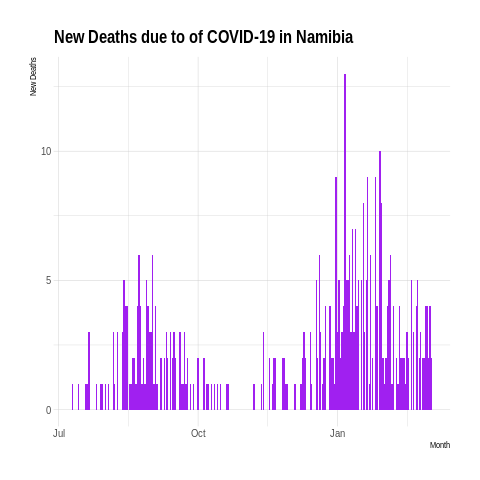 New Deaths due to of COVID-19 in Namibia
New Deaths
10
5
0
Jul
Oct
Jan
Month